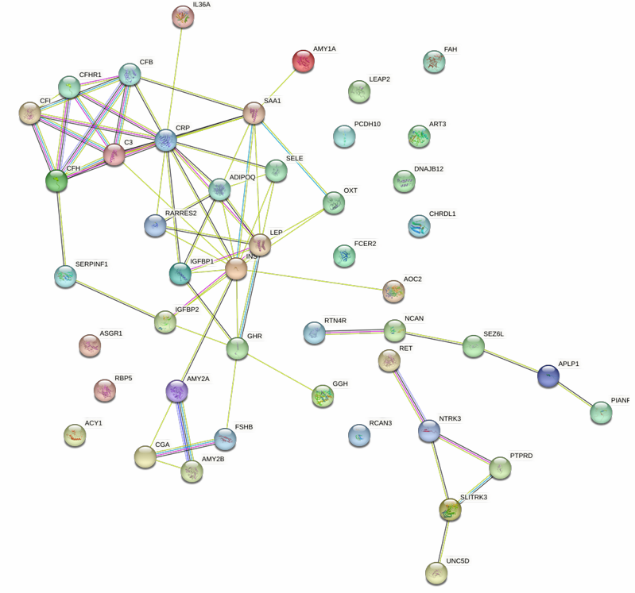 IL36A
AMY1A
FAH
CFB
CFHR1
LEAP2
CFI
SAA1
CRP
PCDH10
ART3
C3
SELE
CFH
ADIPOQ
DNAJB12
OXT
RARRES2
CHRDL1
LEP
FCER2
IGFBP1
INS
SERPINF1
AOC2
IGFBP2
RTN4R
NCAN
ASGR1
GHR
SEZ6L
RET
APLP1
RBP5
AMY2A
GGH
PIANP
ACY1
FSHB
RCAN3
NTRK3
CGA
AMY2B
PTPRD
SLITRK3
UNC5D